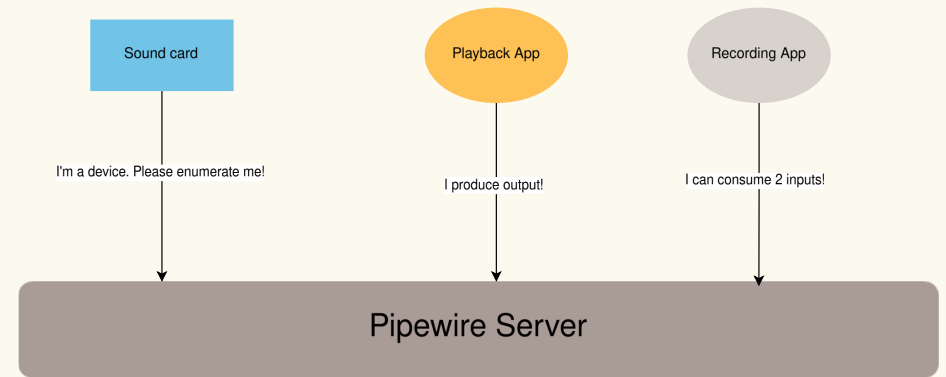 Sound card
Playback App
Recording App
I'm a device. Please enumerate me!
I produce output!
I can consume 2 inputs!
Pipewire Server